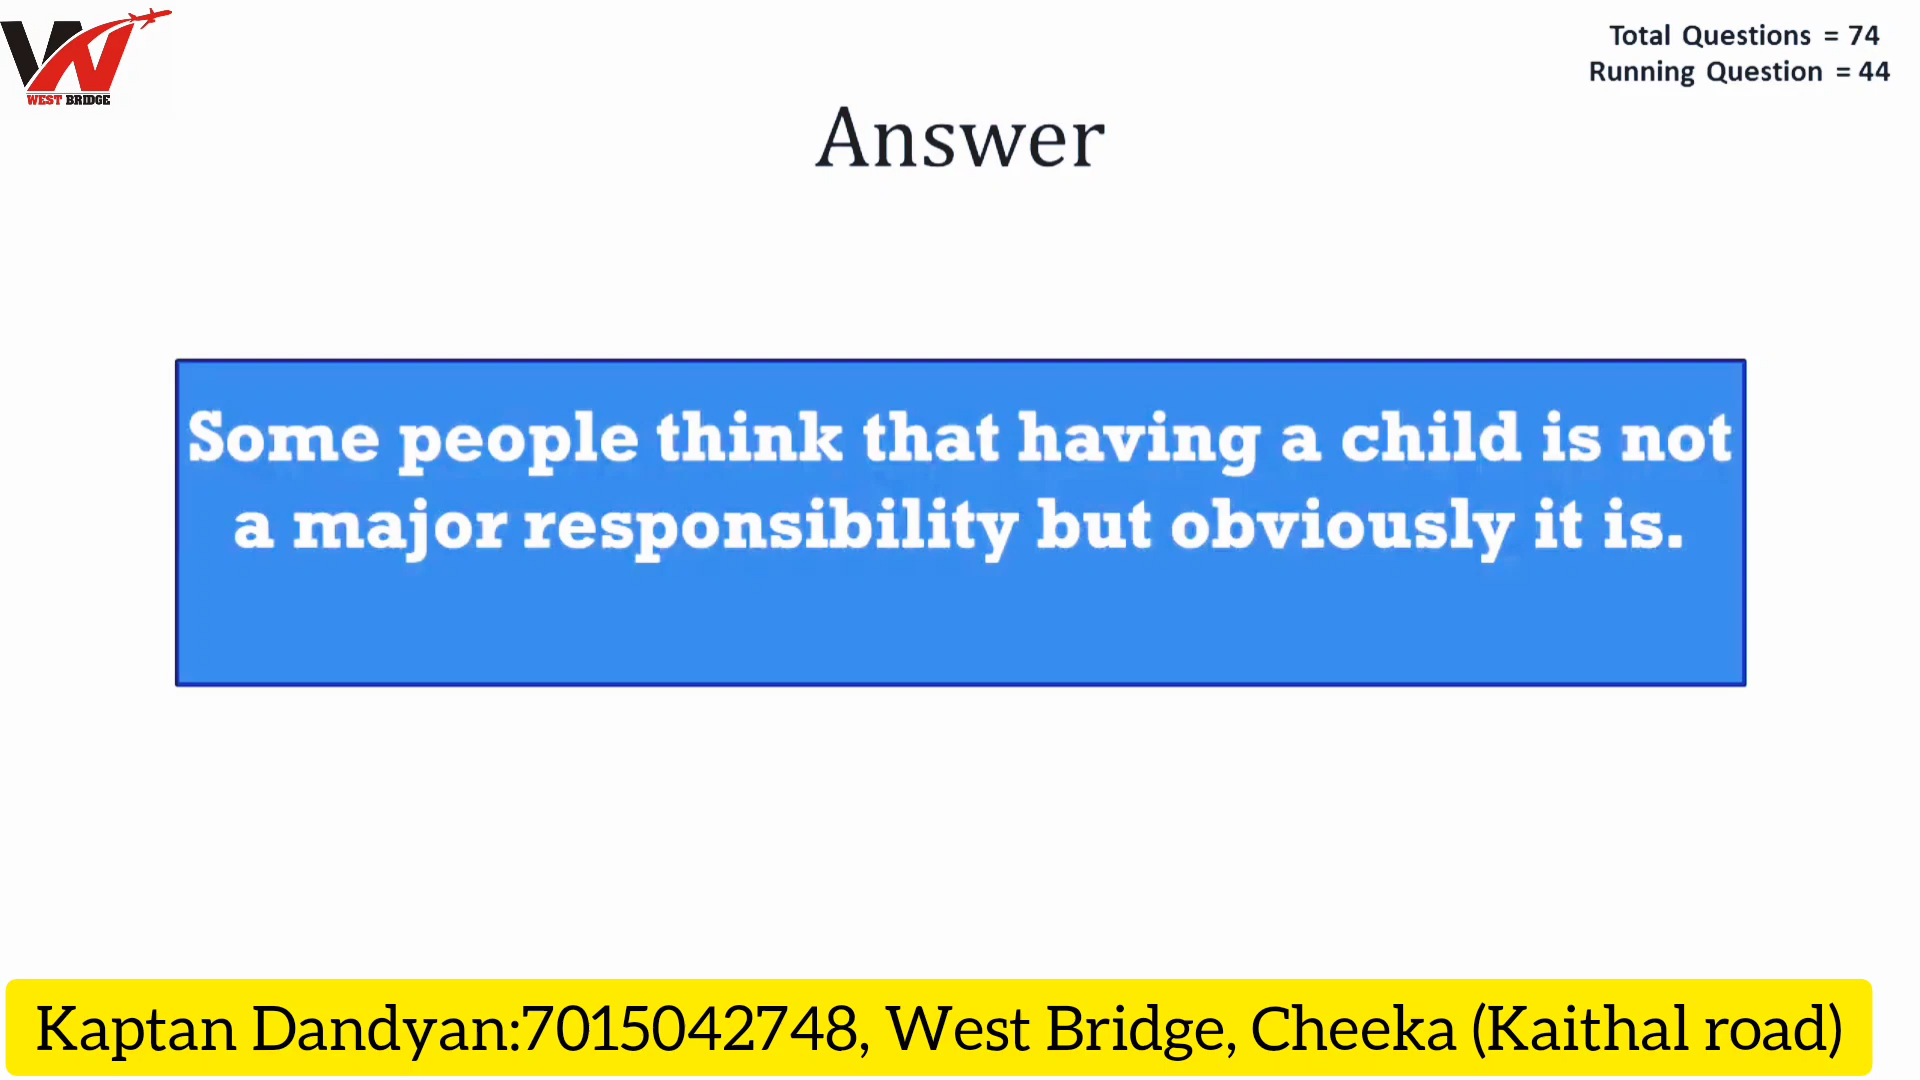 WEST BRIDGE
Total Questions = 74
Running Question = 44
Answer
Some people think that having a child is not
a major responsibility but obviously it is.
Kaptan Dandyan:7015042748, West Bridge, Cheeka (Kaithal road)